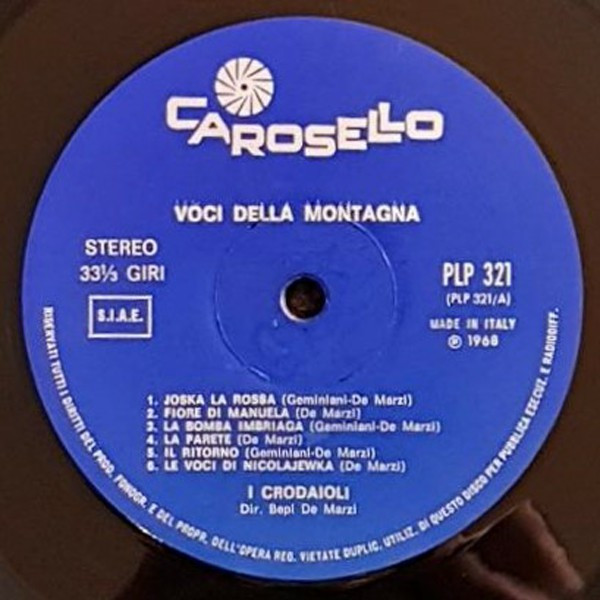 CAROSELLO
VOCI DELLA MONTAGNA
STEREO
33⅓ GIRI
S.I.A.E.
PLP 321
(PLP 321/A)
MADE IN ITALY
℗ 1968
1. JOSKA LA ROSSA (Geminiani-De Marzi)
2. FIORE DI MANUELA (De Marzi)
3. LA BOMBA IMBRIAGA (Geminiani-De Marzi)
4. LA PARETE (De Marzi)
5. IL RITORNO (Geminiani-De Marzi)
6. LE VOCI DI NICOLAJEWKA (De Marzi)
I CRODAIOLI
Dir. Bepi De Marzi
RISERVATI TUTTI I DIRITTI DEL PROD. FONOGR. E DEL PROPR. DELL'OPERA REG. VIETATE DUPLIC. UTILIZ. DI QUESTO DISCO PER PUBBLICA ESECUZ. E RADIODIFF.